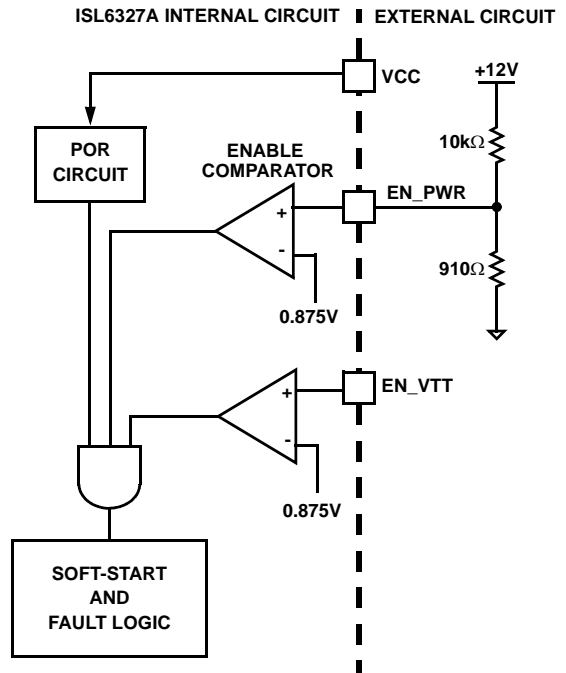 ISL6327A INTERNAL CIRCUIT
EXTERNAL CIRCUIT
VCC
+12V
10kΩ
POR
CIRCUIT
ENABLE
COMPARATOR
+
-
EN_PWR
910Ω
0.875V
+
-
EN_VTT
0.875V
SOFT-START
AND
FAULT LOGIC